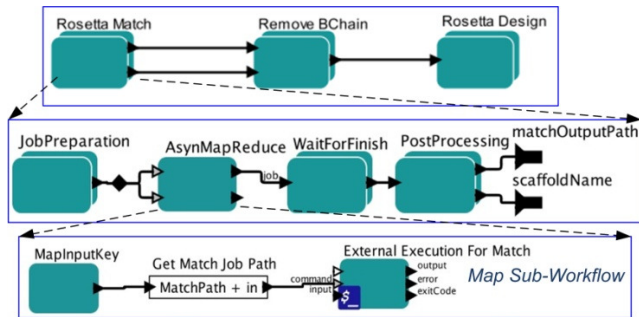 Rosetta Match
Remove BChain
Rosetta Design
JobPreparation
AsynMapReduce
WaitForFinish
PostProcessing
matchOutputPath
job
scaffoldName
MapInputKey
Get Match Job Path
MatchPath + in
External Execution For Match
command
input
$_
output
error
exitCode
Map Sub-Workflow